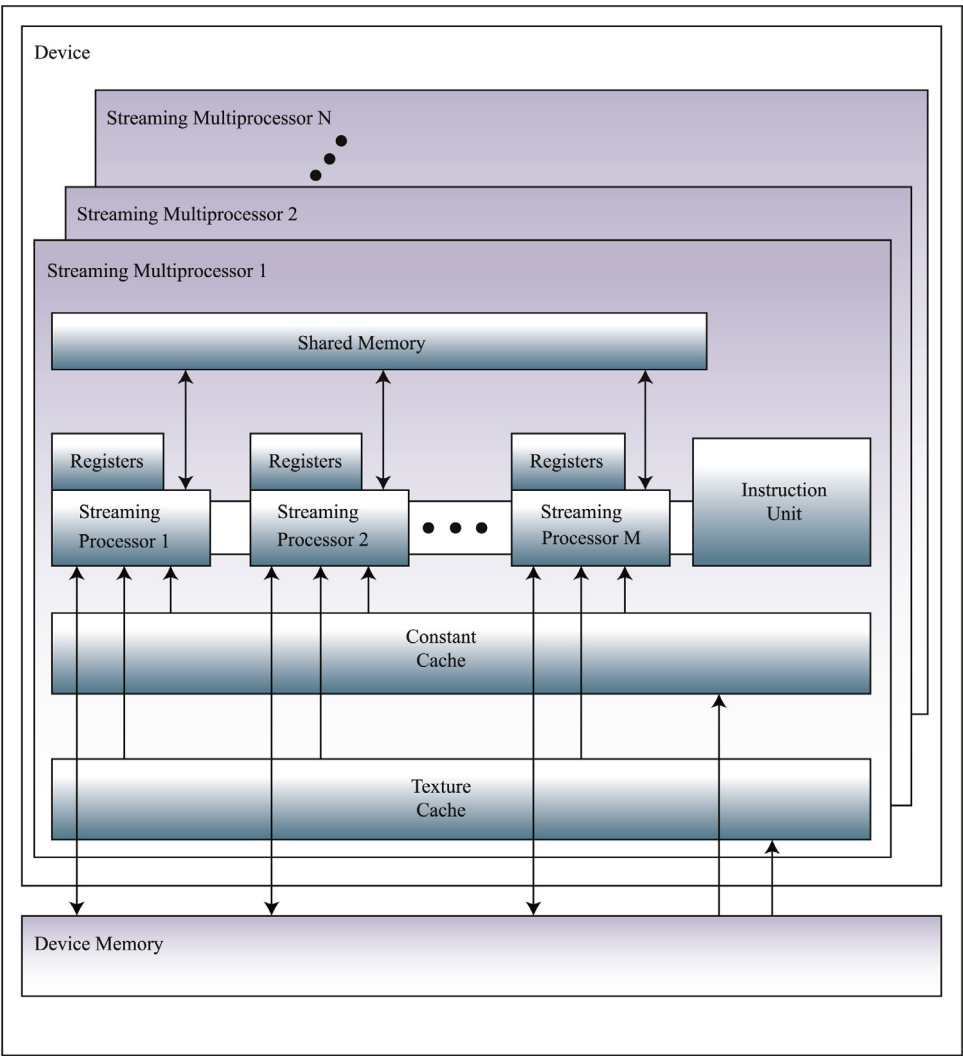 Device
Streaming Multiprocessor N
Streaming Multiprocessor 2
Streaming Multiprocessor 1
Shared Memory
Registers
Registers
Registers
Streaming
Processor 1
Streaming
Processor 2
Streaming
Processor M
Instruction
Unit
Constant
Cache
Texture
Cache
Device Memory